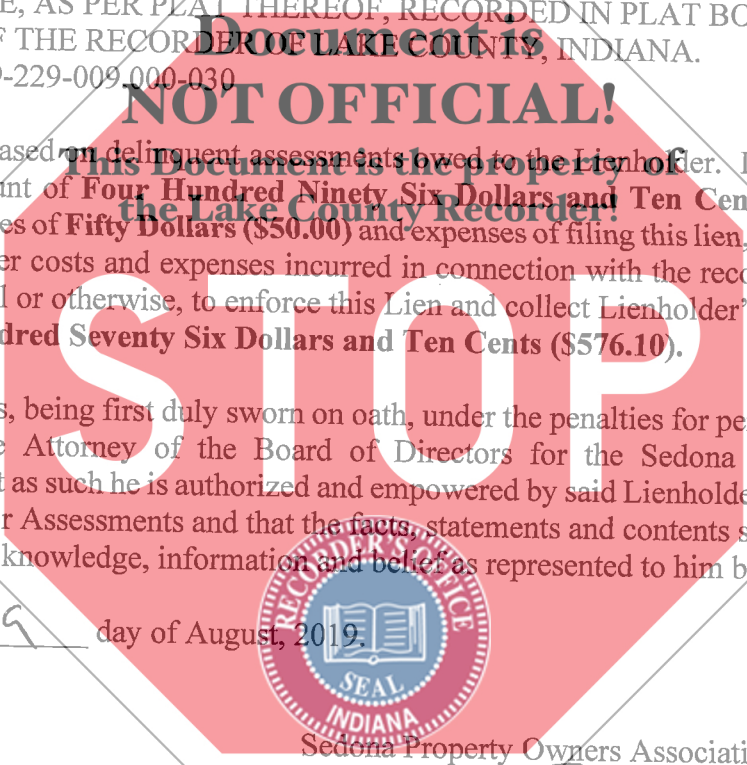 E, AS PER PLAT THEREOF, RECORDED IN PLAT BO
F THE RECORDER OF LAKE COUNTY, INDIANA.
-229-009.000-030
Document is
NOT OFFICIAL!
This Document is the property of
the Lake County Recorder!
ased on delinquent assessments owed to the Lienholder.
nt of Four Hundred Ninety Six Dollars and Ten Cen
es of Fifty Dollars ($50.00) and expenses of filing this lien,
er costs and expenses incurred in connection with the reco
l or otherwise, to enforce this Lien and collect Lienholder'
dred Seventy Six Dollars and Ten Cents ($576.10).
STOP
s, being first duly sworn on oath, under the penalties for pe
e Attorney of the Board of Directors for the Sedona
t as such he is authorized and empowered by said Lienholde
r Assessments and that the facts, statements and contents s
knowledge, information and belief as represented to him b
9 day of August, 2019.
RECORDER'S OFFICE
SEAL
INDIANA
Sedona Property Owners Associati